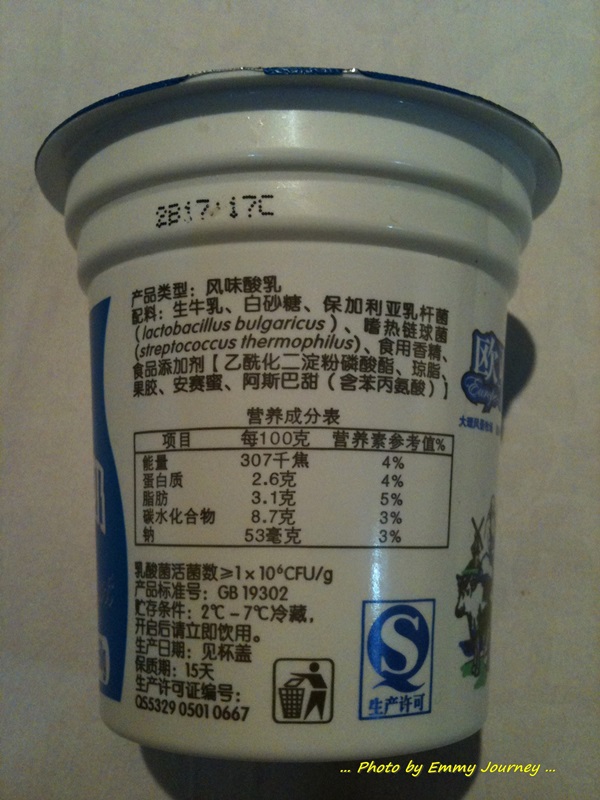 2B17:17C
产品类型：风味酸乳
配料：生牛乳、白砂糖、保加利亚乳杆菌
（lactobacillus bulgaricus）、嗜热链球菌
(streptococcus thermophilus)、食用香精、
食品添加剂【乙酰化二淀粉磷酸酯、琼脂、
果胶、安赛蜜、阿斯巴甜（含苯丙氨酸）】
营养成分表
项目 每100克 营养素参考值%
能量 307千焦 4%
蛋白质 2.6克 4%
脂肪 3.1克 5%
碳水化合物 8.7克 3%
钠 53毫克 3%
乳酸菌活菌数≥1x10⁶CFU/g
产品标准号：GB 19302
贮存条件：2℃-7℃冷藏，
开启后请立即饮用。
生产日期：见杯盖
保质期：15天
生产许可证编号：
QS5329 0501 0667
S
生产许可
欧
... Photo by Emmy Journey ...